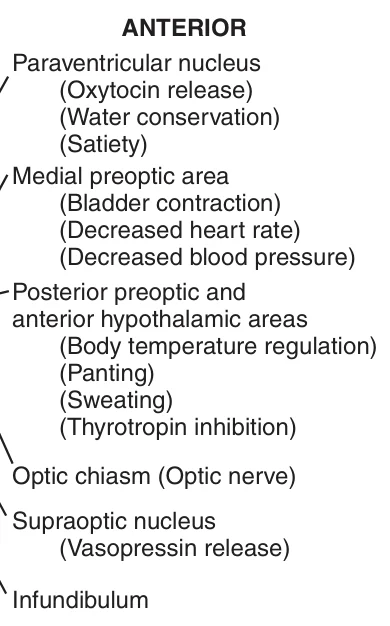 ANTERIOR
Paraventricular nucleus
(Oxytocin release)
(Water conservation)
(Satiety)
Medial preoptic area
(Bladder contraction)
(Decreased heart rate)
(Decreased blood pressure)
Posterior preoptic and
anterior hypothalamic areas
(Body temperature regulation)
(Panting)
(Sweating)
(Thyrotropin inhibition)
Optic chiasm (Optic nerve)
Supraoptic nucleus
(Vasopressin release)
Infundibulum